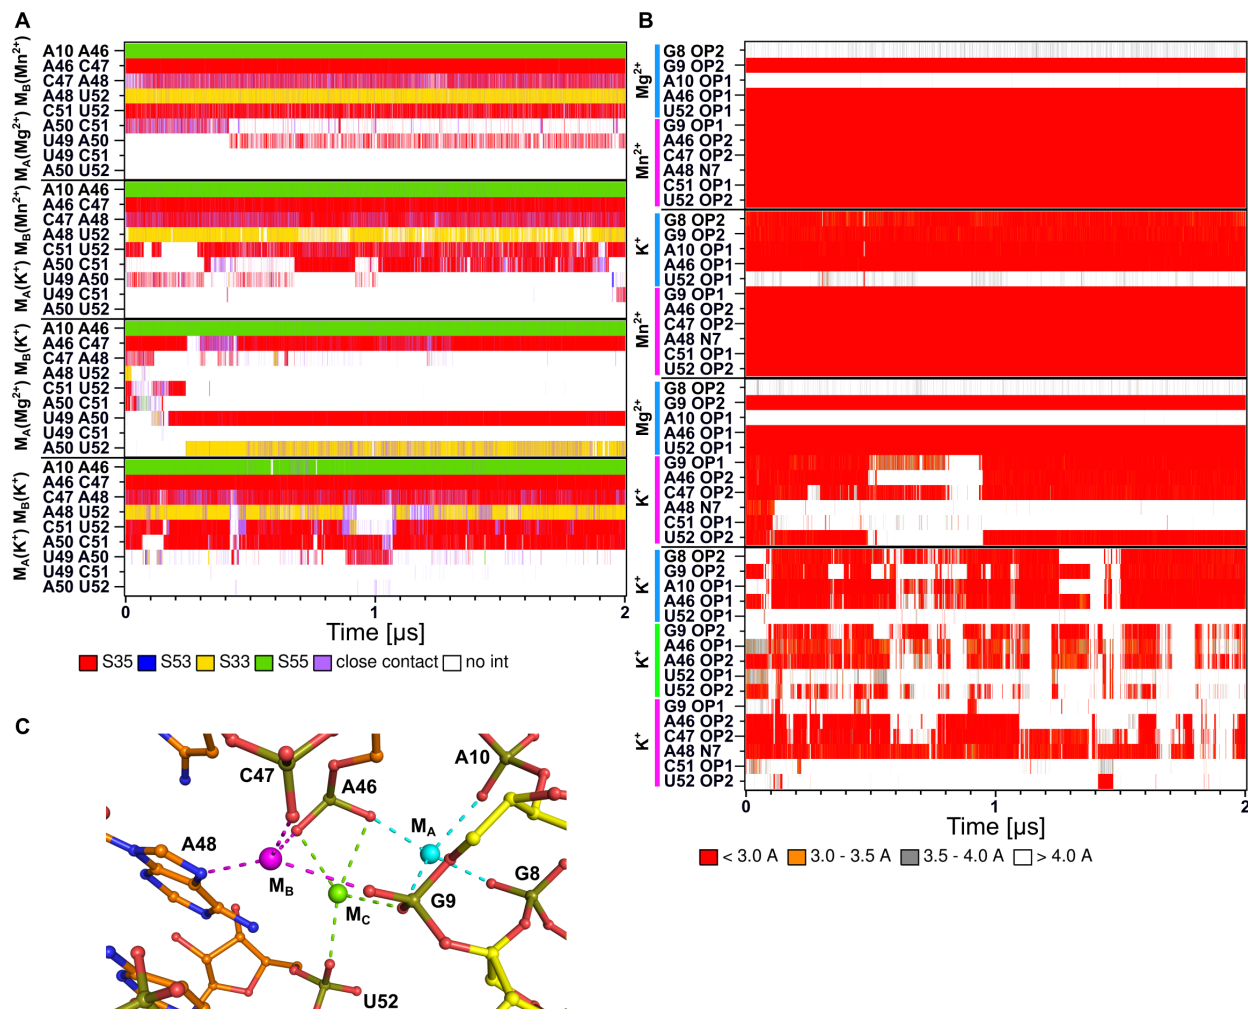 A
A10 A46
A46 C47
C47 A48
A48 U52
C51 U52
A50 C51
U49 A50
U49 C51
A50 U52
M_A(Mg²⁺) M_B(Mn²⁺)
A10 A46
A46 C47
C47 A48
A48 U52
C51 U52
A50 C51
U49 A50
U49 C51
A50 U52
M_A(K⁺) M_B(Mn²⁺)
A10 A46
A46 C47
C47 A48
A48 U52
C51 U52
A50 C51
U49 A50
U49 C51
A50 U52
M_A(Mg²⁺) M_B(K⁺)
A10 A46
A46 C47
C47 A48
A48 U52
C51 U52
A50 C51
U49 A50
U49 C51
A50 U52
M_A(K⁺) M_B(K⁺)
0 1 2
Time [µs]
S35 S53 S33 S55 close contact no int
B
Mg²⁺
G8 OP2
G9 OP2
A10 OP1
A46 OP1
U52 OP1
Mn²⁺
G9 OP1
A46 OP2
C47 OP2
A48 N7
C51 OP1
U52 OP2
K⁺
G8 OP2
G9 OP2
A10 OP1
A46 OP1
U52 OP1
Mn²⁺
G9 OP1
A46 OP2
C47 OP2
A48 N7
C51 OP1
U52 OP2
Mg²⁺
G8 OP2
G9 OP2
A10 OP1
A46 OP1
U52 OP1
K⁺
G9 OP1
A46 OP2
C47 OP2
A48 N7
C51 OP1
U52 OP2
K⁺
G8 OP2
G9 OP2
A10 OP1
A46 OP1
U52 OP1
K⁺
G9 OP2
A46 OP1
A46 OP2
U52 OP1
U52 OP2
K⁺
G9 OP1
A46 OP2
C47 OP2
A48 N7
C51 OP1
U52 OP2
0 1 2
Time [µs]
< 3.0 A 3.0 - 3.5 A 3.5 - 4.0 A > 4.0 A
C
C47
A46
A10
A48
M_A
M_B
G8
G9
M_C
U52